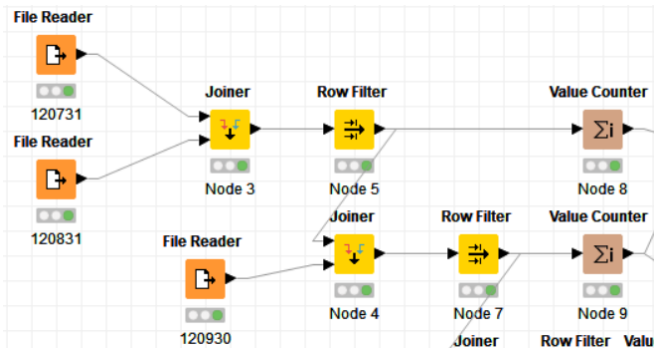 File Reader
120731
Joiner
Row Filter
Value Counter
Node 3
Node 5
Node 8
File Reader
120831
Joiner
Row Filter
Value Counter
File Reader
Node 4
Node 7
Node 9
120930
Joiner
Row Filter
Valu